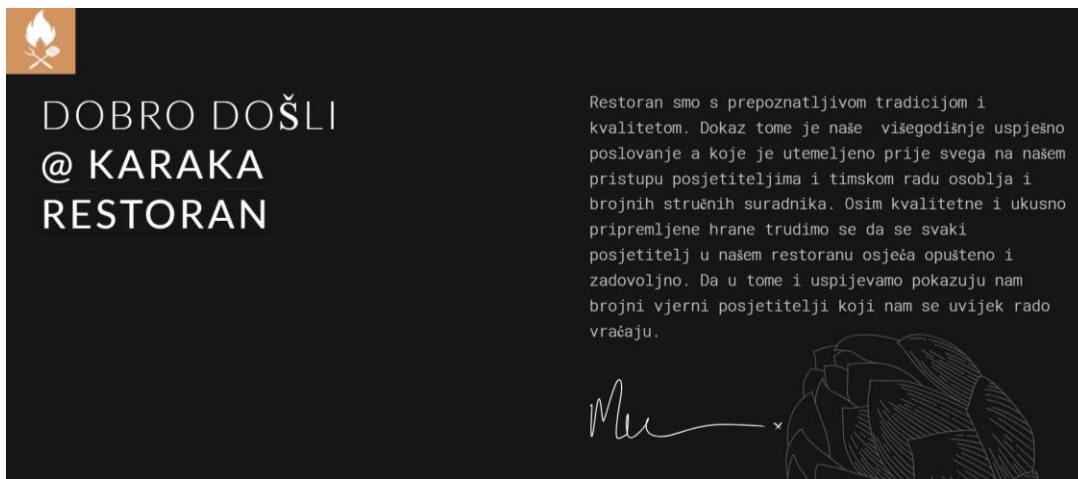 DOBRO DOŠLI
@ KARAKA
RESTORAN
Restoran smo s prepoznatljivom tradicijom i
kvalitetom. Dokaz tome je naše  višegodišnje uspješno
poslovanje a koje je utemeljeno prije svega na našem
pristupu posjetiteljima i timskom radu osoblja i
brojnih stručnih suradnika. Osim kvalitetne i ukusno
pripremljene hrane trudimo se da se svaki
posjetitelj u našem restoranu osjeća opušteno i
zadovoljno. Da u tome i uspijevamo pokazuju nam
brojni vjerni posjetitelji koji nam se uvijek rado
vraćaju.